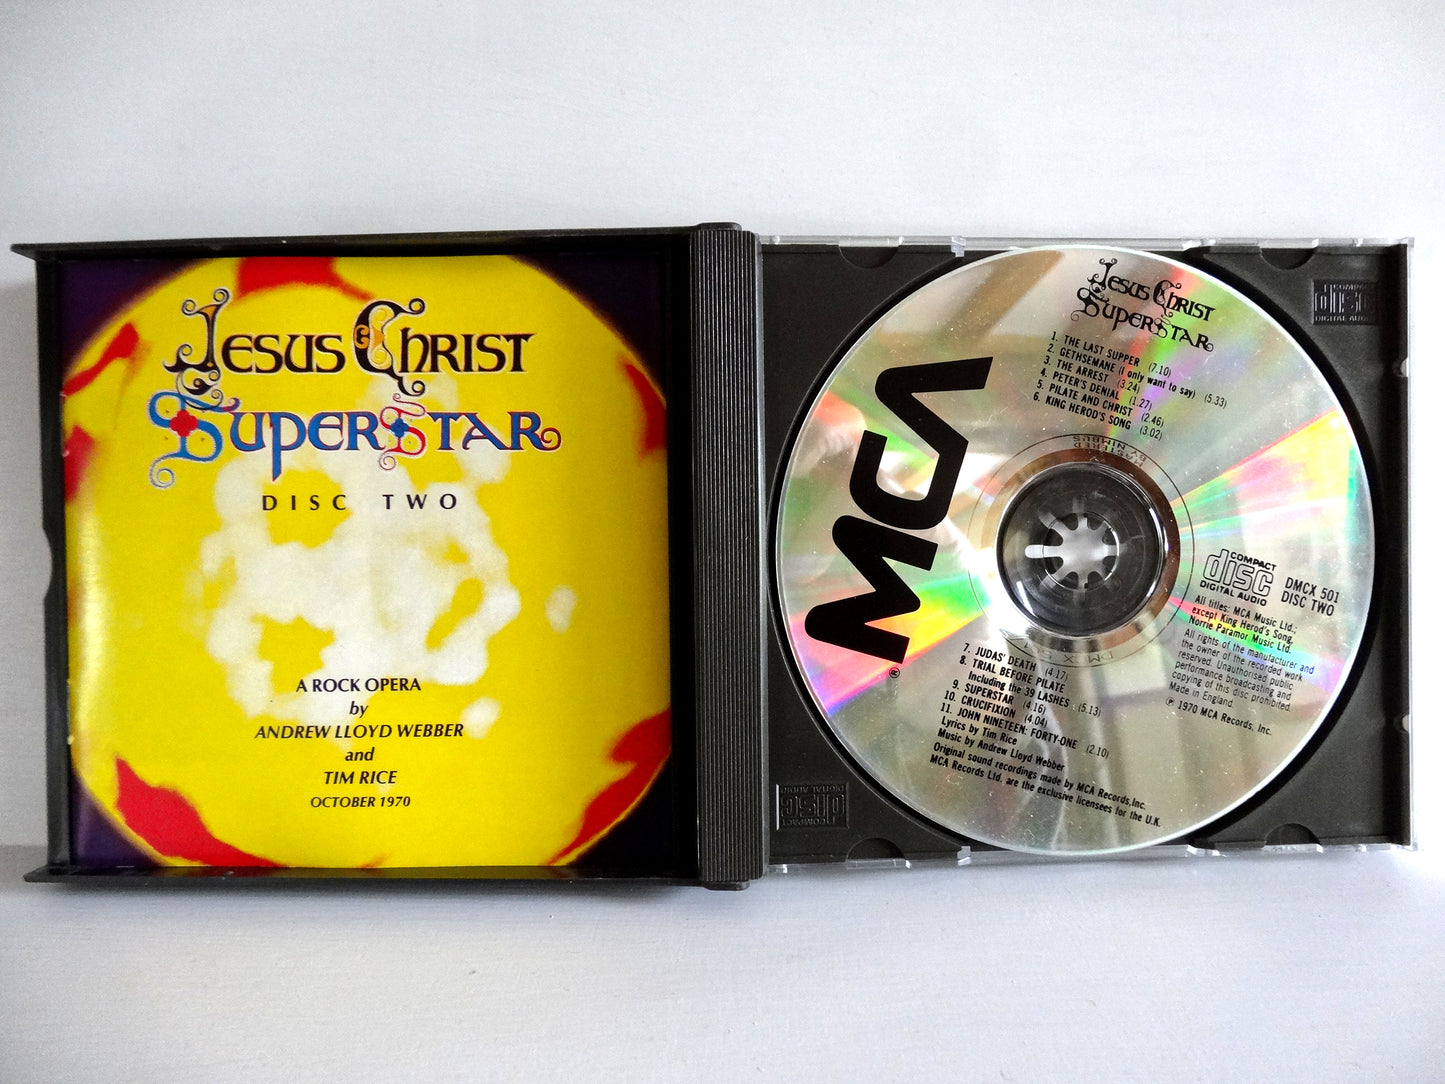 JESUS CHRIST
SUPERSTAR
DISC TWO
A ROCK OPERA
by
ANDREW LLOYD WEBBER
and
TIM RICE
OCTOBER 1970
JESUS CHRIST
SUPERSTAR
1. THE LAST SUPPER (7.10)
2. GETHSEMANE (I only want to say) (5.33)
3. THE ARREST (3.24)
4. PETER'S DENIAL (1.27)
5. PILATE AND CHRIST (2.46)
6. KING HEROD'S SONG (3.02)
MCA
®
MASTERED
BY NIMBUS
COMPACT
disc
DIGITAL AUDIO
DMCX 501
DISC TWO
All titles: MCA Music Ltd.,
except King Herod's Song,
Norrie Paramor Music Ltd.
All rights of the manufacturer and
the owner of the recorded work
reserved. Unauthorised public
performance broadcasting and
copying of this disc prohibited.
Made in England.
℗ 1970 MCA Records, Inc.
7. JUDAS' DEATH (4.17)
8. TRIAL BEFORE PILATE
Including the 39 LASHES (5.13)
9. SUPERSTAR (4.16)
10. CRUCIFIXION (4.04)
11. JOHN NINETEEN: FORTY-ONE (2.10)
Lyrics by Tim Rice
Music by Andrew Lloyd Webber
Original sound recordings made by MCA Records,Inc.
MCA Records Ltd. are the exclusive licensees for the U.K.
COMPACT
disc
DIGITAL AUDIO
COMPACT
disc
DIGITAL AUDIO